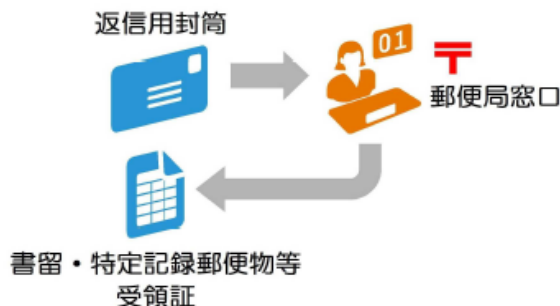 返信用封筒
01
〒
郵便局窓口
書留・特定記録郵便物等
受領証